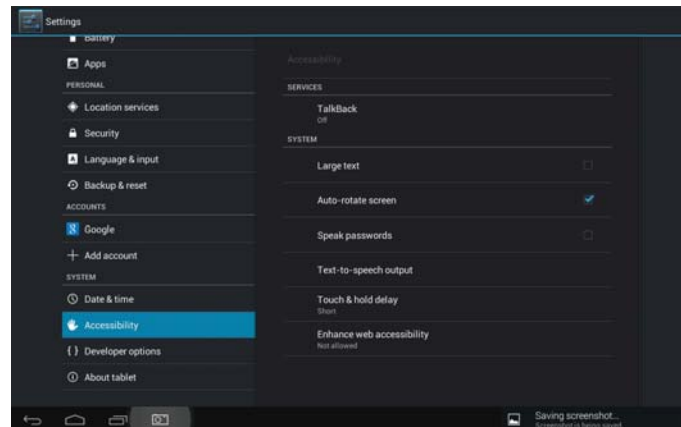 Settings
Battery
Apps
PERSONAL
Location services
Security
Language & input
Backup & reset
ACCOUNTS
Google
Add account
SYSTEM
Date & time
Accessibility
Developer options
About tablet
Accessibility
SERVICES
TalkBack
Off
SYSTEM
Large text
Auto-rotate screen
Speak passwords
Text-to-speech output
Touch & hold delay
Short
Enhance web accessibility
Not allowed
Saving screenshot...
Screenshot is being saved